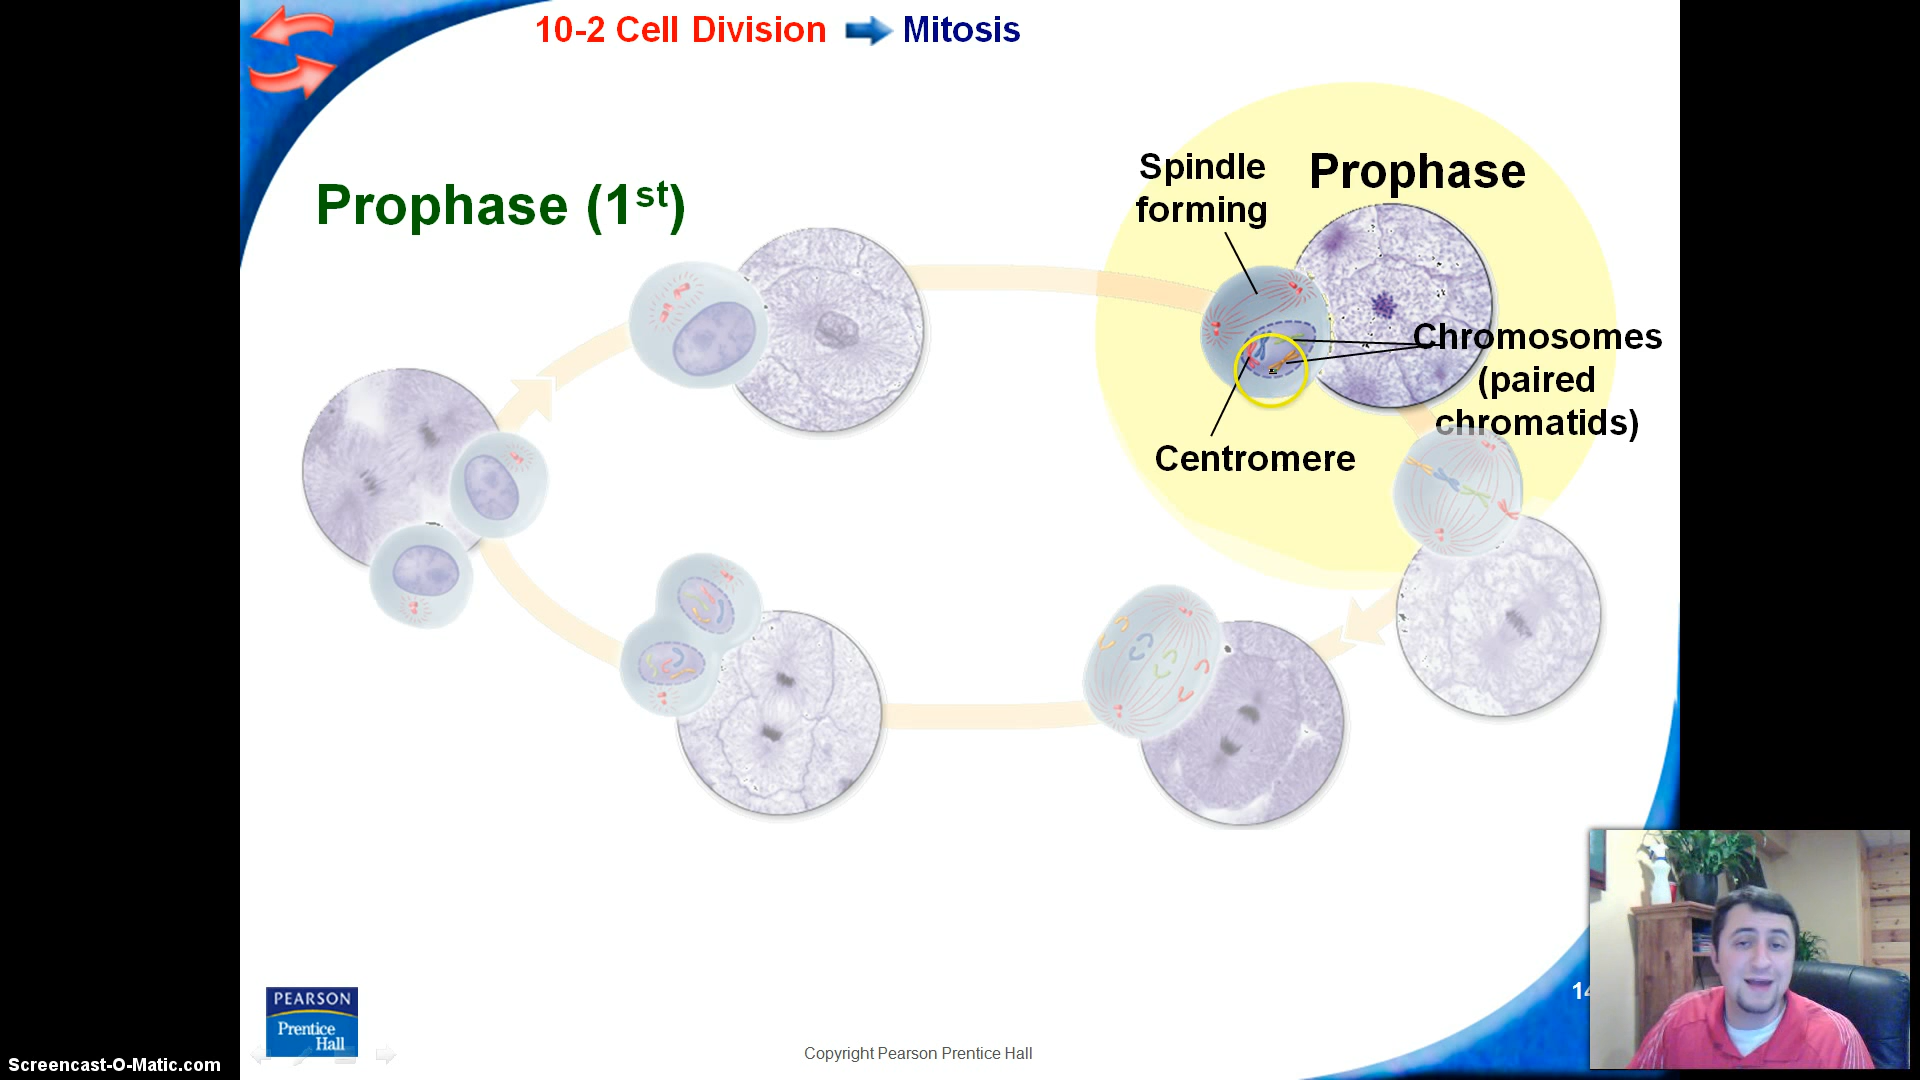 10-2 Cell Division Mitosis
Prophase (1st)
Spindle
forming
Prophase
Chromosomes
(paired
chromatids)
Centromere
14
PEARSON
Prentice
Hall
Copyright Pearson Prentice Hall
Screencast-O-Matic.com